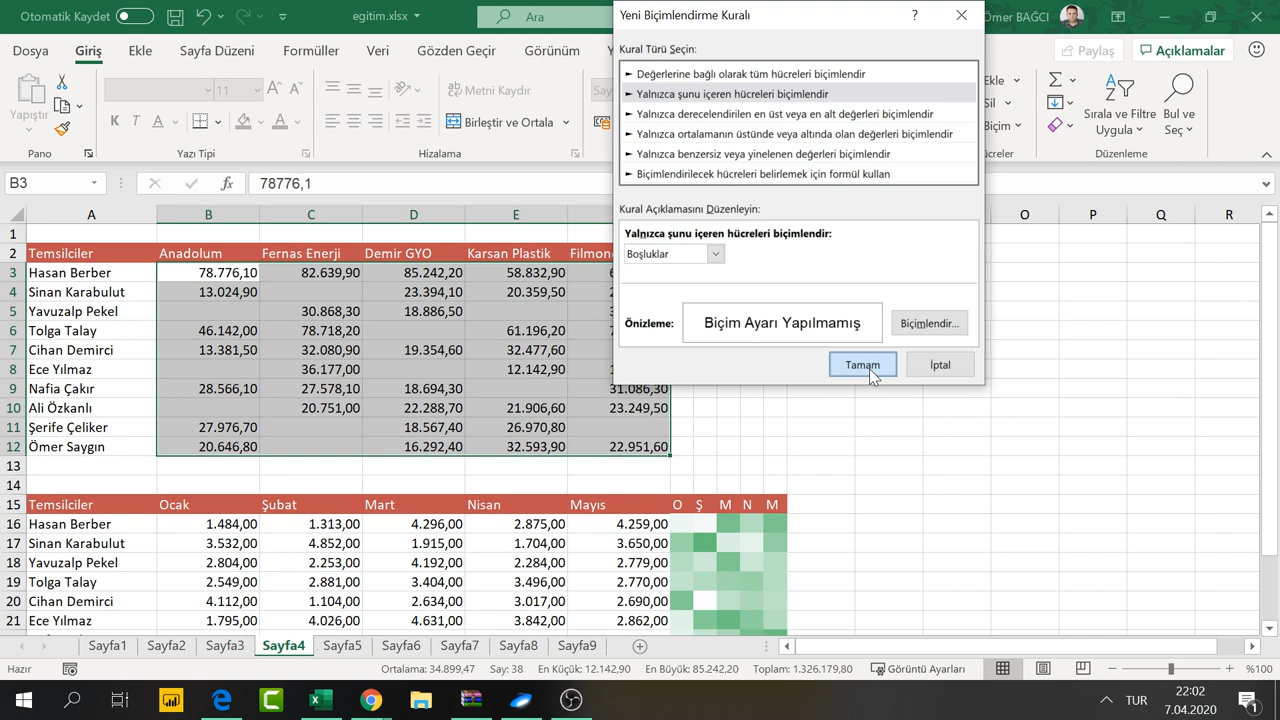 Otomatik Kaydet
egitim.xlsx
Ara
Ömer BAĞCI
Dosya
Giriş
Ekle
Sayfa Düzeni
Formüller
Veri
Gözden Geçir
Görünüm
Paylaş
Açıklamalar
Yapıştır
11
Metni Kaydır
Birleştir ve Ortala
Ekle
Sil
Biçim
Sırala ve Filtre Uygula
Bul ve Seç
Pano
Yazı Tipi
Hizalama
Düzenleme
B3
78776,1
Yeni Biçimlendirme Kuralı
Kural Türü Seçin:
► Değerlerine bağlı olarak tüm hücreleri biçimlendir
► Yalnızca şunu içeren hücreleri biçimlendir
► Yalnızca derecelendirilen en üst veya en alt değerleri biçimlendir
► Yalnızca ortalamanın üstünde veya altında olan değerleri biçimlendir
► Yalnızca benzersiz veya yinelenen değerleri biçimlendir
► Biçimlendirilecek hücreleri belirlemek için formül kullan
Kural Açıklamasını Düzenleyin:
Yalnızca şunu içeren hücreleri biçimlendir:
Boşluklar
Önizleme:
Biçim Ayarı Yapılmamış
Biçimlendir...
Tamam
İptal
A B C D E O P Q R
1
2 Temsilciler Anadolum Fernas Enerji Demir GYO Karsan Plastik Filmon
3 Hasan Berber 78.776,10 82.639,90 85.242,20 58.832,90
4 Sinan Karabulut 13.024,90 23.394,10 20.359,50
5 Yavuzalp Pekel 30.868,30 18.886,50
6 Tolga Talay 46.142,00 78.718,20 61.196,20
7 Cihan Demirci 13.381,50 32.080,90 19.354,60 32.477,60
8 Ece Yılmaz 36.177,00 12.142,90
9 Nafia Çakır 28.566,10 27.578,10 18.694,30 31.086,30
10 Ali Özkanlı 20.751,00 22.288,70 21.906,60 23.249,50
11 Şerife Çeliker 27.976,70 18.567,40 26.970,80
12 Ömer Saygın 20.646,80 16.292,40 32.593,90 22.951,60
13
14
15 Temsilciler Ocak Şubat Mart Nisan Mayıs O Ş M N M
16 Hasan Berber 1.484,00 1.313,00 4.296,00 2.875,00 4.259,00
17 Sinan Karabulut 3.532,00 4.852,00 1.915,00 1.704,00 3.650,00
18 Yavuzalp Pekel 2.804,00 2.253,00 4.192,00 2.284,00 2.779,00
19 Tolga Talay 2.549,00 2.881,00 3.404,00 3.496,00 2.770,00
20 Cihan Demirci 4.112,00 1.104,00 2.634,00 3.017,00 2.690,00
21 Ece Yılmaz 1.795,00 4.026,00 4.631,00 3.842,00 2.862,00
Sayfa1 Sayfa2 Sayfa3 Sayfa4 Sayfa5 Sayfa6 Sayfa7 Sayfa8 Sayfa9
Hazır
Ortalama: 34.899,47 Say: 38 En Küçük: 12.142,90 En Büyük: 85.242,20 Toplam: 1.326.179,80 Görüntü Ayarları %100
TUR
22:02
7.04.2020
1